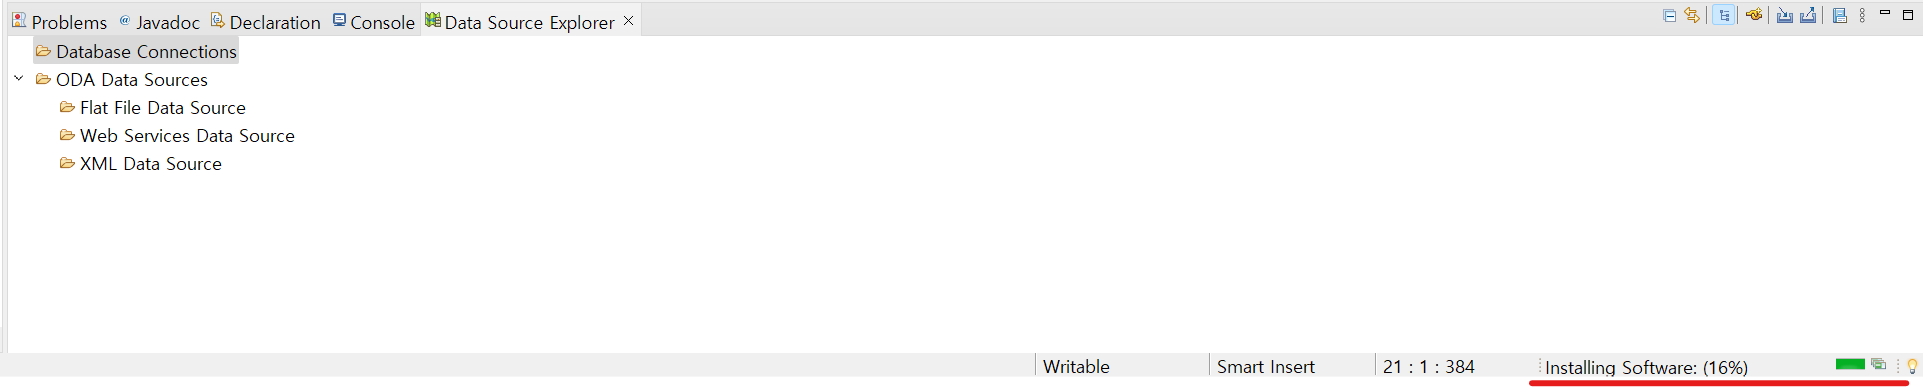 Problems @ Javadoc Declaration Console Data Source Explorer
Database Connections
ODA Data Sources
Flat File Data Source
Web Services Data Source
XML Data Source
Writable Smart Insert 21 : 1 : 384 Installing Software: (16%)